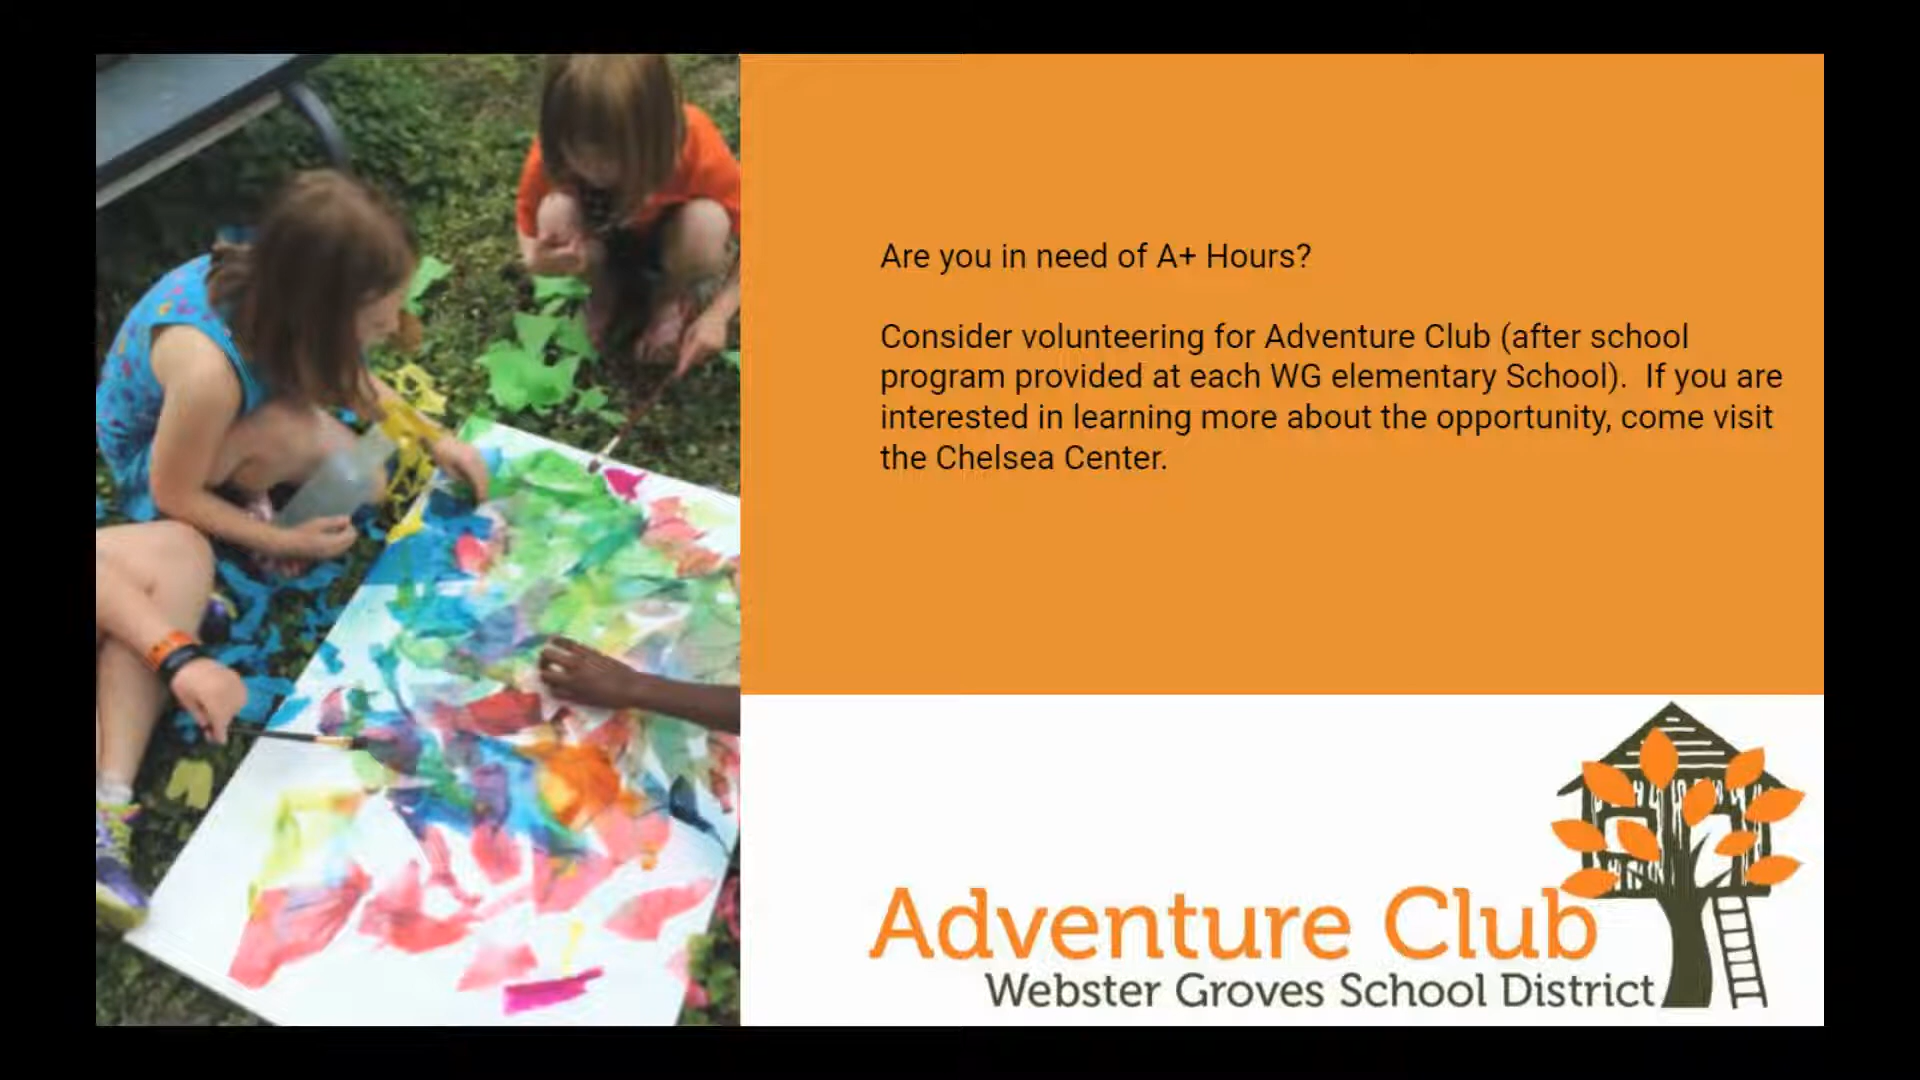 Are you in need of A+ Hours?
Consider volunteering for Adventure Club (after school
program provided at each WG elementary School).  If you are
interested in learning more about the opportunity, come visit
the Chelsea Center.
Adventure Club
Webster Groves School District